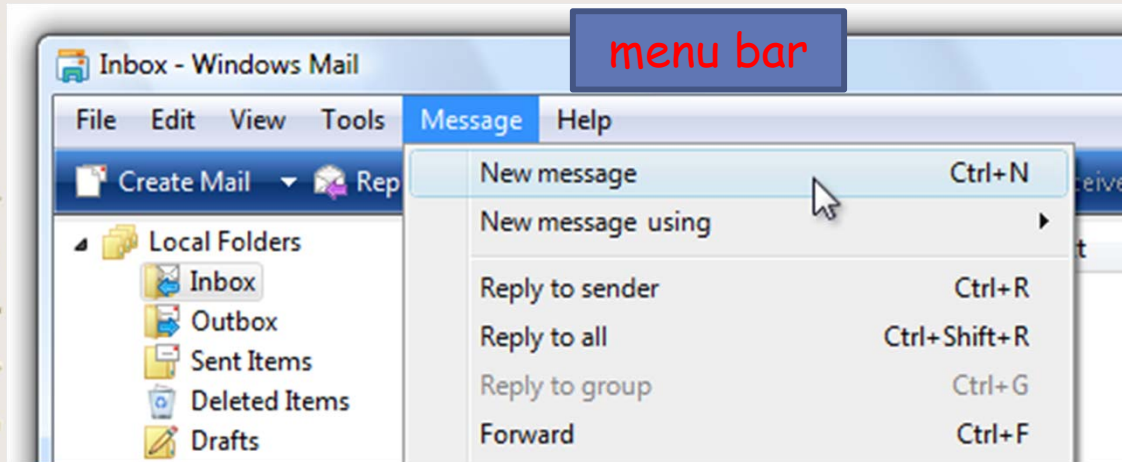 menu bar
Inbox - Windows Mail
File Edit View Tools Message Help
Create Mail Rep
Local Folders
Inbox
Outbox
Sent Items
Deleted Items
Drafts
New message Ctrl+N
New message using
Reply to sender Ctrl+R
Reply to all Ctrl+Shift+R
Reply to group Ctrl+G
Forward Ctrl+F